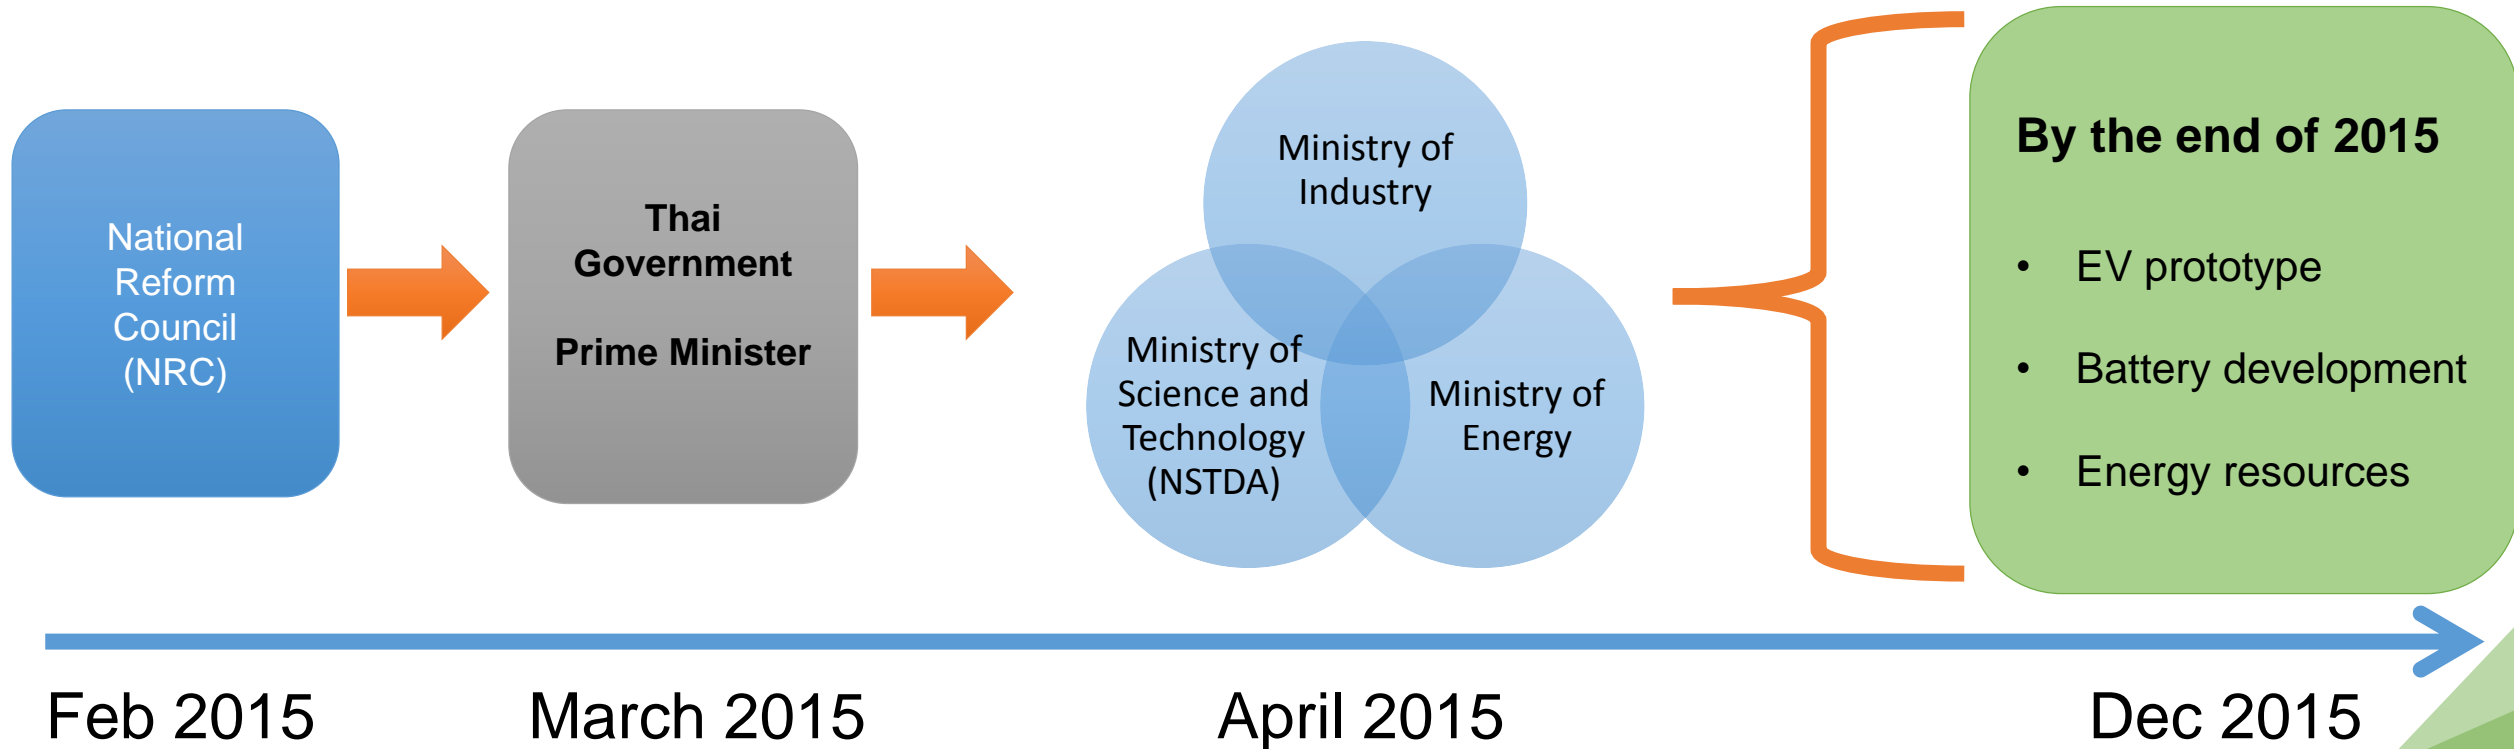 National
Reform
Council
(NRC)
Thai
Government
Prime Minister
Ministry of
Industry
Ministry of
Science and
Technology
(NSTDA)
Ministry of
Energy
By the end of 2015
• EV prototype
• Battery development
• Energy resources
Feb 2015
March 2015
April 2015
Dec 2015